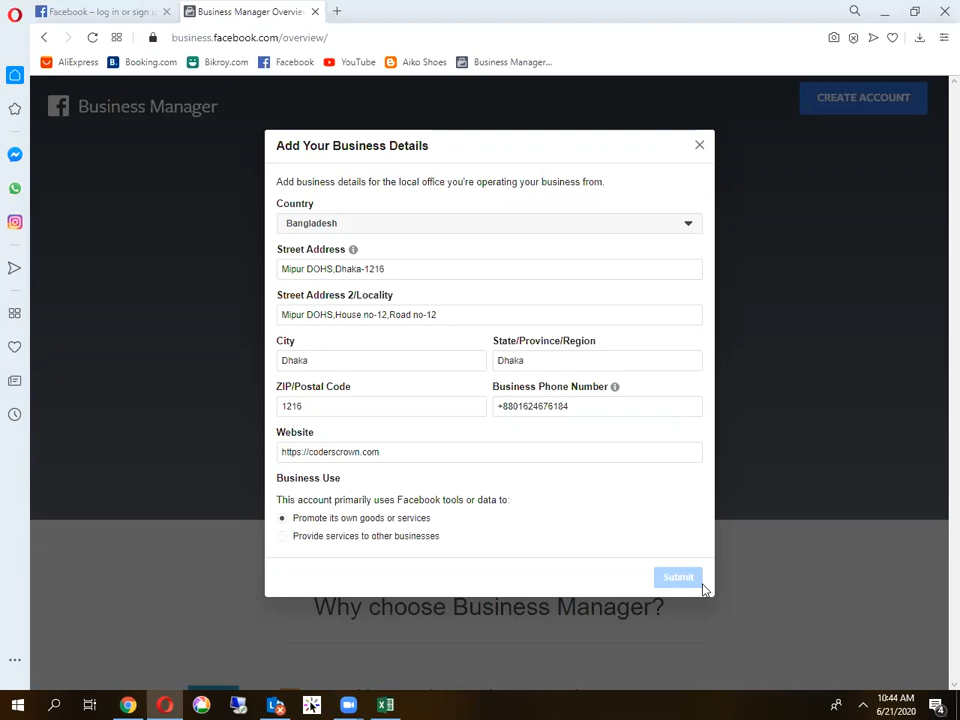 Facebook – log in or sign u
Business Manager Overvie
business.facebook.com/overview/
AliExpress
Booking.com
Bikroy.com
Facebook
YouTube
Aiko Shoes
Business Manager...
Business Manager
CREATE ACCOUNT
Add Your Business Details
Add business details for the local office you're operating your business from.
Country
Bangladesh
Street Address
Mipur DOHS,Dhaka-1216
Street Address 2/Locality
Mipur DOHS,House no-12,Road no-12
City
State/Province/Region
Dhaka
Dhaka
ZIP/Postal Code
Business Phone Number
1216
+8801624676184
Website
https://coderscrown.com
Business Use
This account primarily uses Facebook tools or data to:
Promote its own goods or services
Provide services to other businesses
Submit
Why choose Business Manager?
10:44 AM
6/21/2020
4